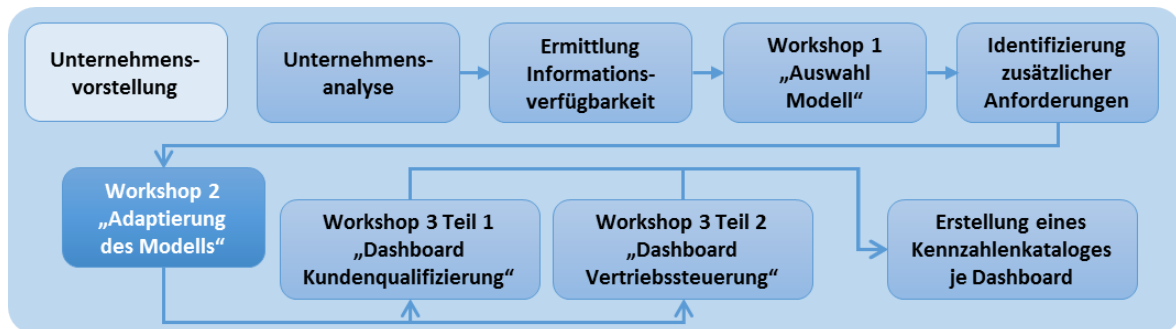 Unternehmens-
vorstellung
Unternehmens-
analyse
Ermittlung
Informations-
verfügbarkeit
Workshop 1
„Auswahl
Modell“
Identifizierung
zusätzlicher
Anforderungen
Workshop 2
„Adaptierung
des Modells“
Workshop 3 Teil 1
„Dashboard
Kundenqualifizierung“
Workshop 3 Teil 2
„Dashboard
Vertriebssteuerung“
Erstellung eines
Kennzahlenkataloges
je Dashboard